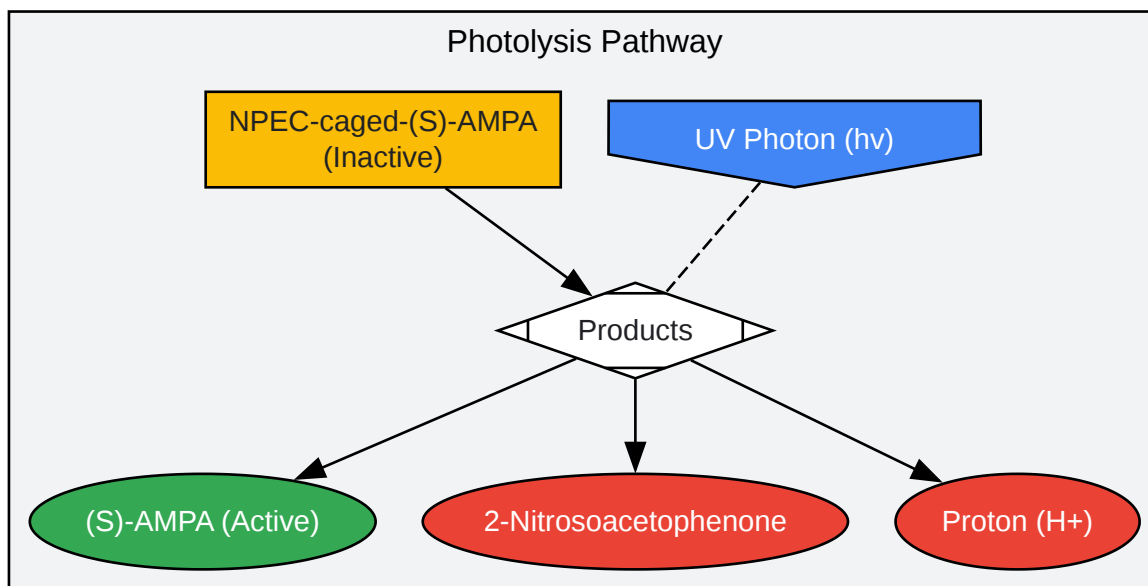 Photolysis Pathway
NPEC-caged-(S)-AMPA
(Inactive)
UV Photon (hv)
Products
(S)-AMPA (Active)
2-Nitrosoacetophenone
Proton (H+)